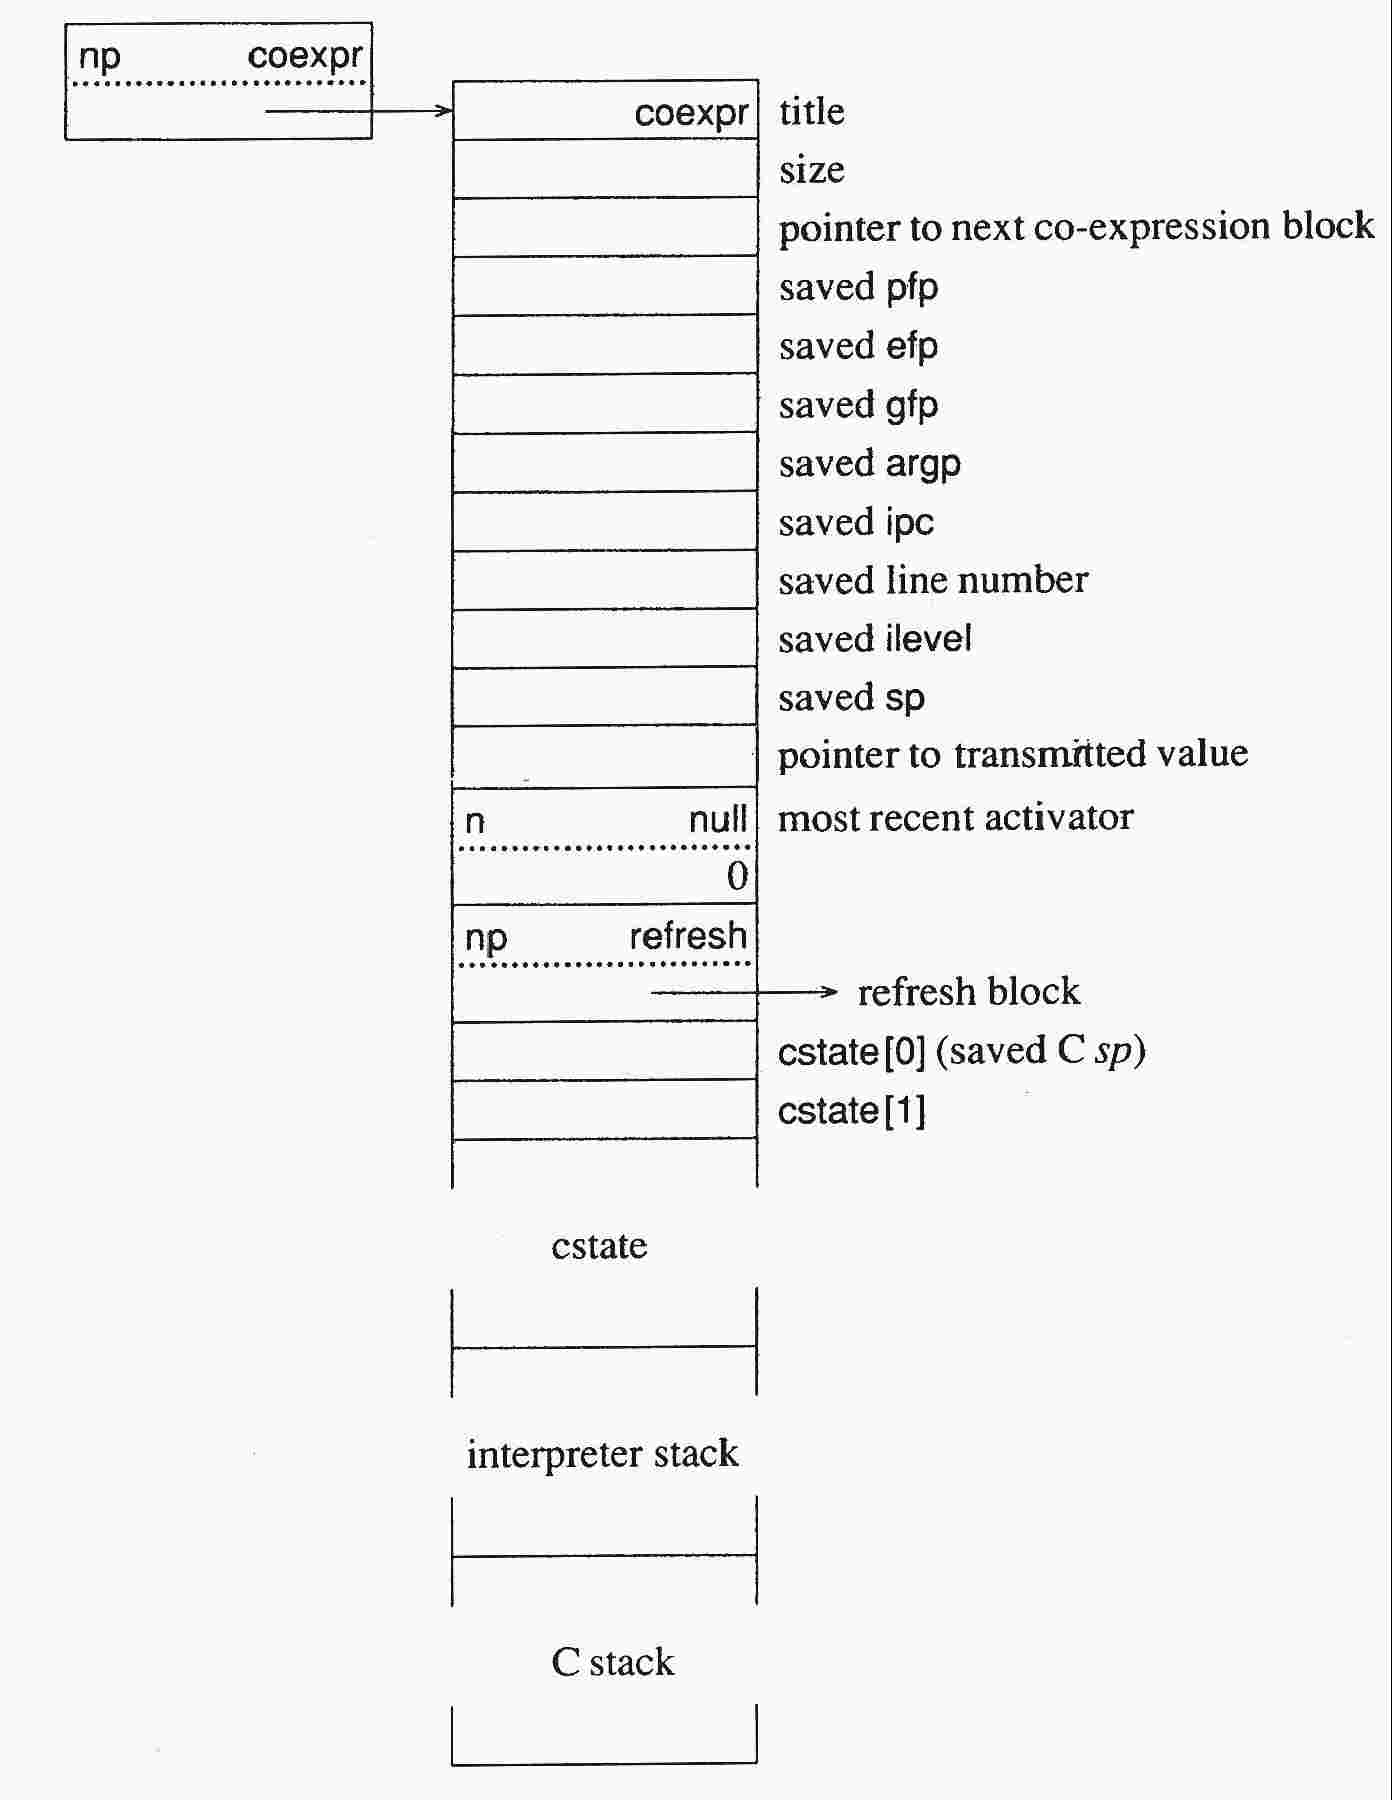 np coexpr
coexpr title
size
pointer to next co-expression block
saved pfp
saved efp
saved gfp
saved argp
saved ipc
saved line number
saved ilevel
saved sp
pointer to transmitted value
n null most recent activator
0
np refresh
refresh block
cstate[0] (saved C sp)
cstate[1]
cstate
interpreter stack
C stack